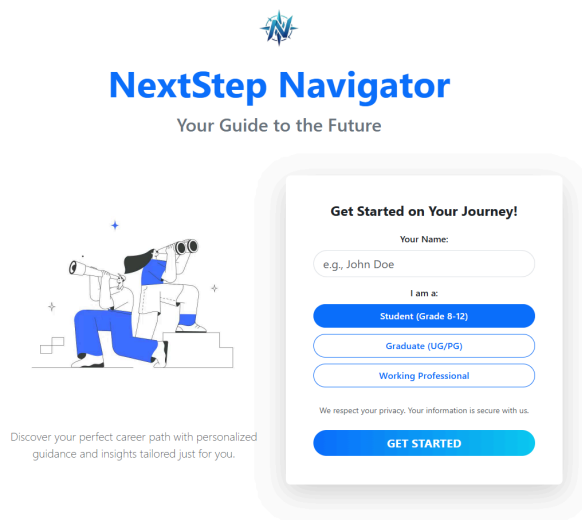 N
NextStep Navigator
Your Guide to the Future
Get Started on Your Journey!
Your Name:
e.g., John Doe
I am a:
Student (Grade 8-12)
Graduate (UG/PG)
Working Professional
We respect your privacy. Your information is secure with us.
GET STARTED
Discover your perfect career path with personalized
guidance and insights tailored just for you.